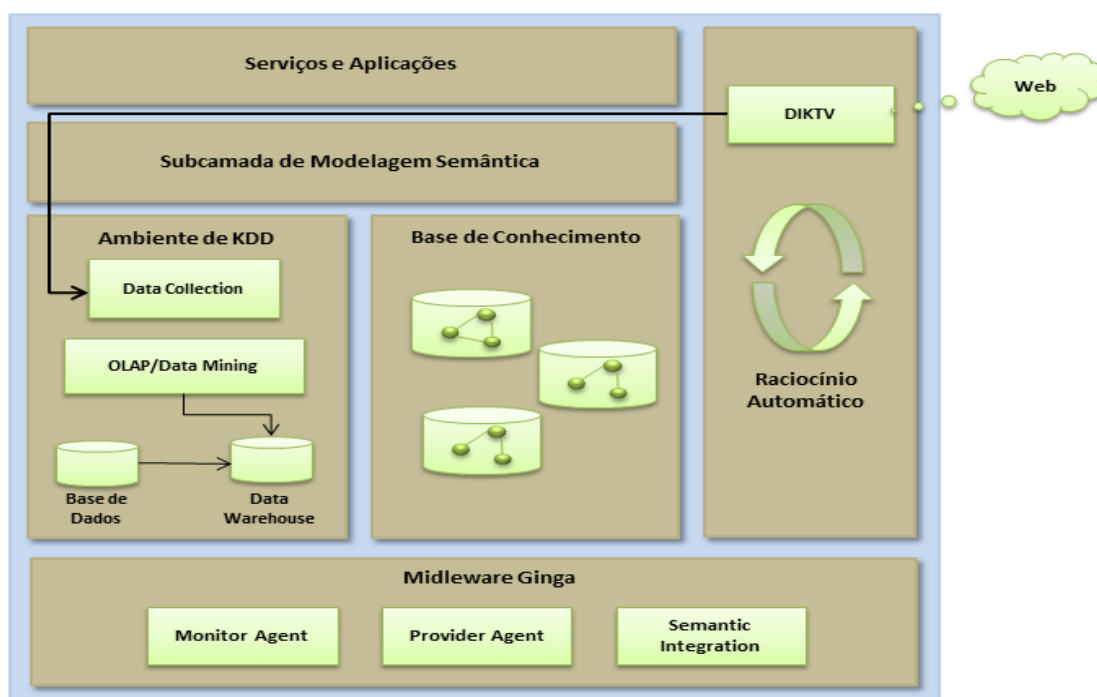 Serviços e Aplicações
Web
DIKTV
Subcamada de Modelagem Semântica
Ambiente de KDD
Base de Conhecimento
Data Collection
OLAP/Data Mining
Raciocínio
Automático
Base de
Dados
Data
Warehouse
Midleware Ginga
Monitor Agent
Provider Agent
Semantic
Integration